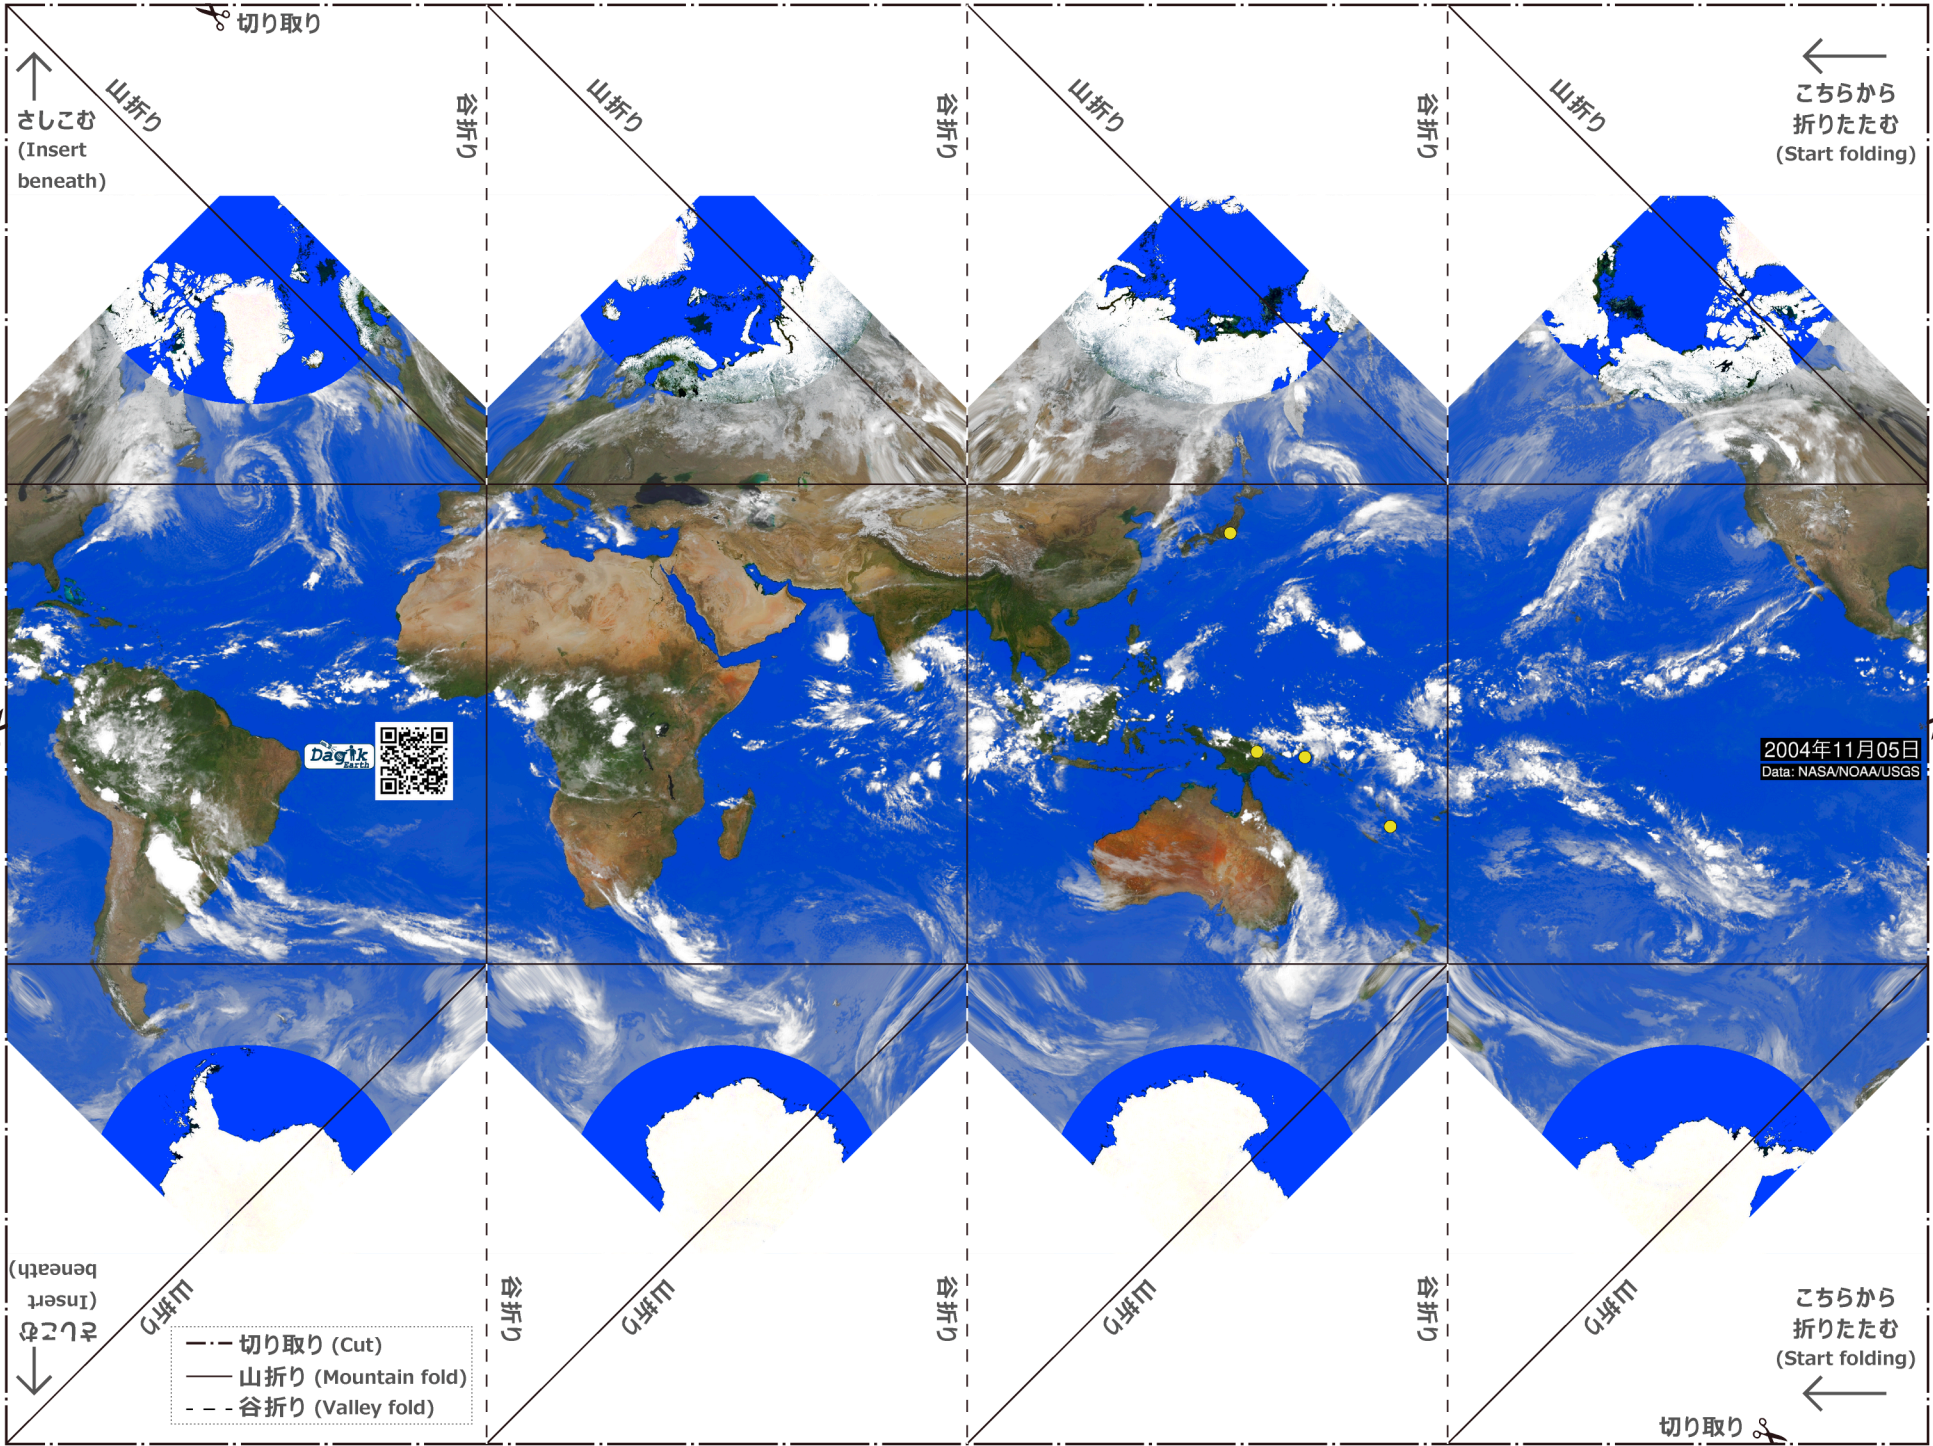 切り取り
山折り
谷折り
山折り
谷折り
山折り
谷折り
山折り
さしこむ
(Insert
beneath)
こちらから
折りたたむ
(Start folding)
Dagik
Earth
2004年11月05日
Data: NASA/NOAA/USGS
さしこむ
(Insert
beneath)
山折り
谷折り
山折り
谷折り
山折り
谷折り
山折り
こちらから
折りたたむ
(Start folding)
切り取り (Cut)
山折り (Mountain fold)
谷折り (Valley fold)
切り取り